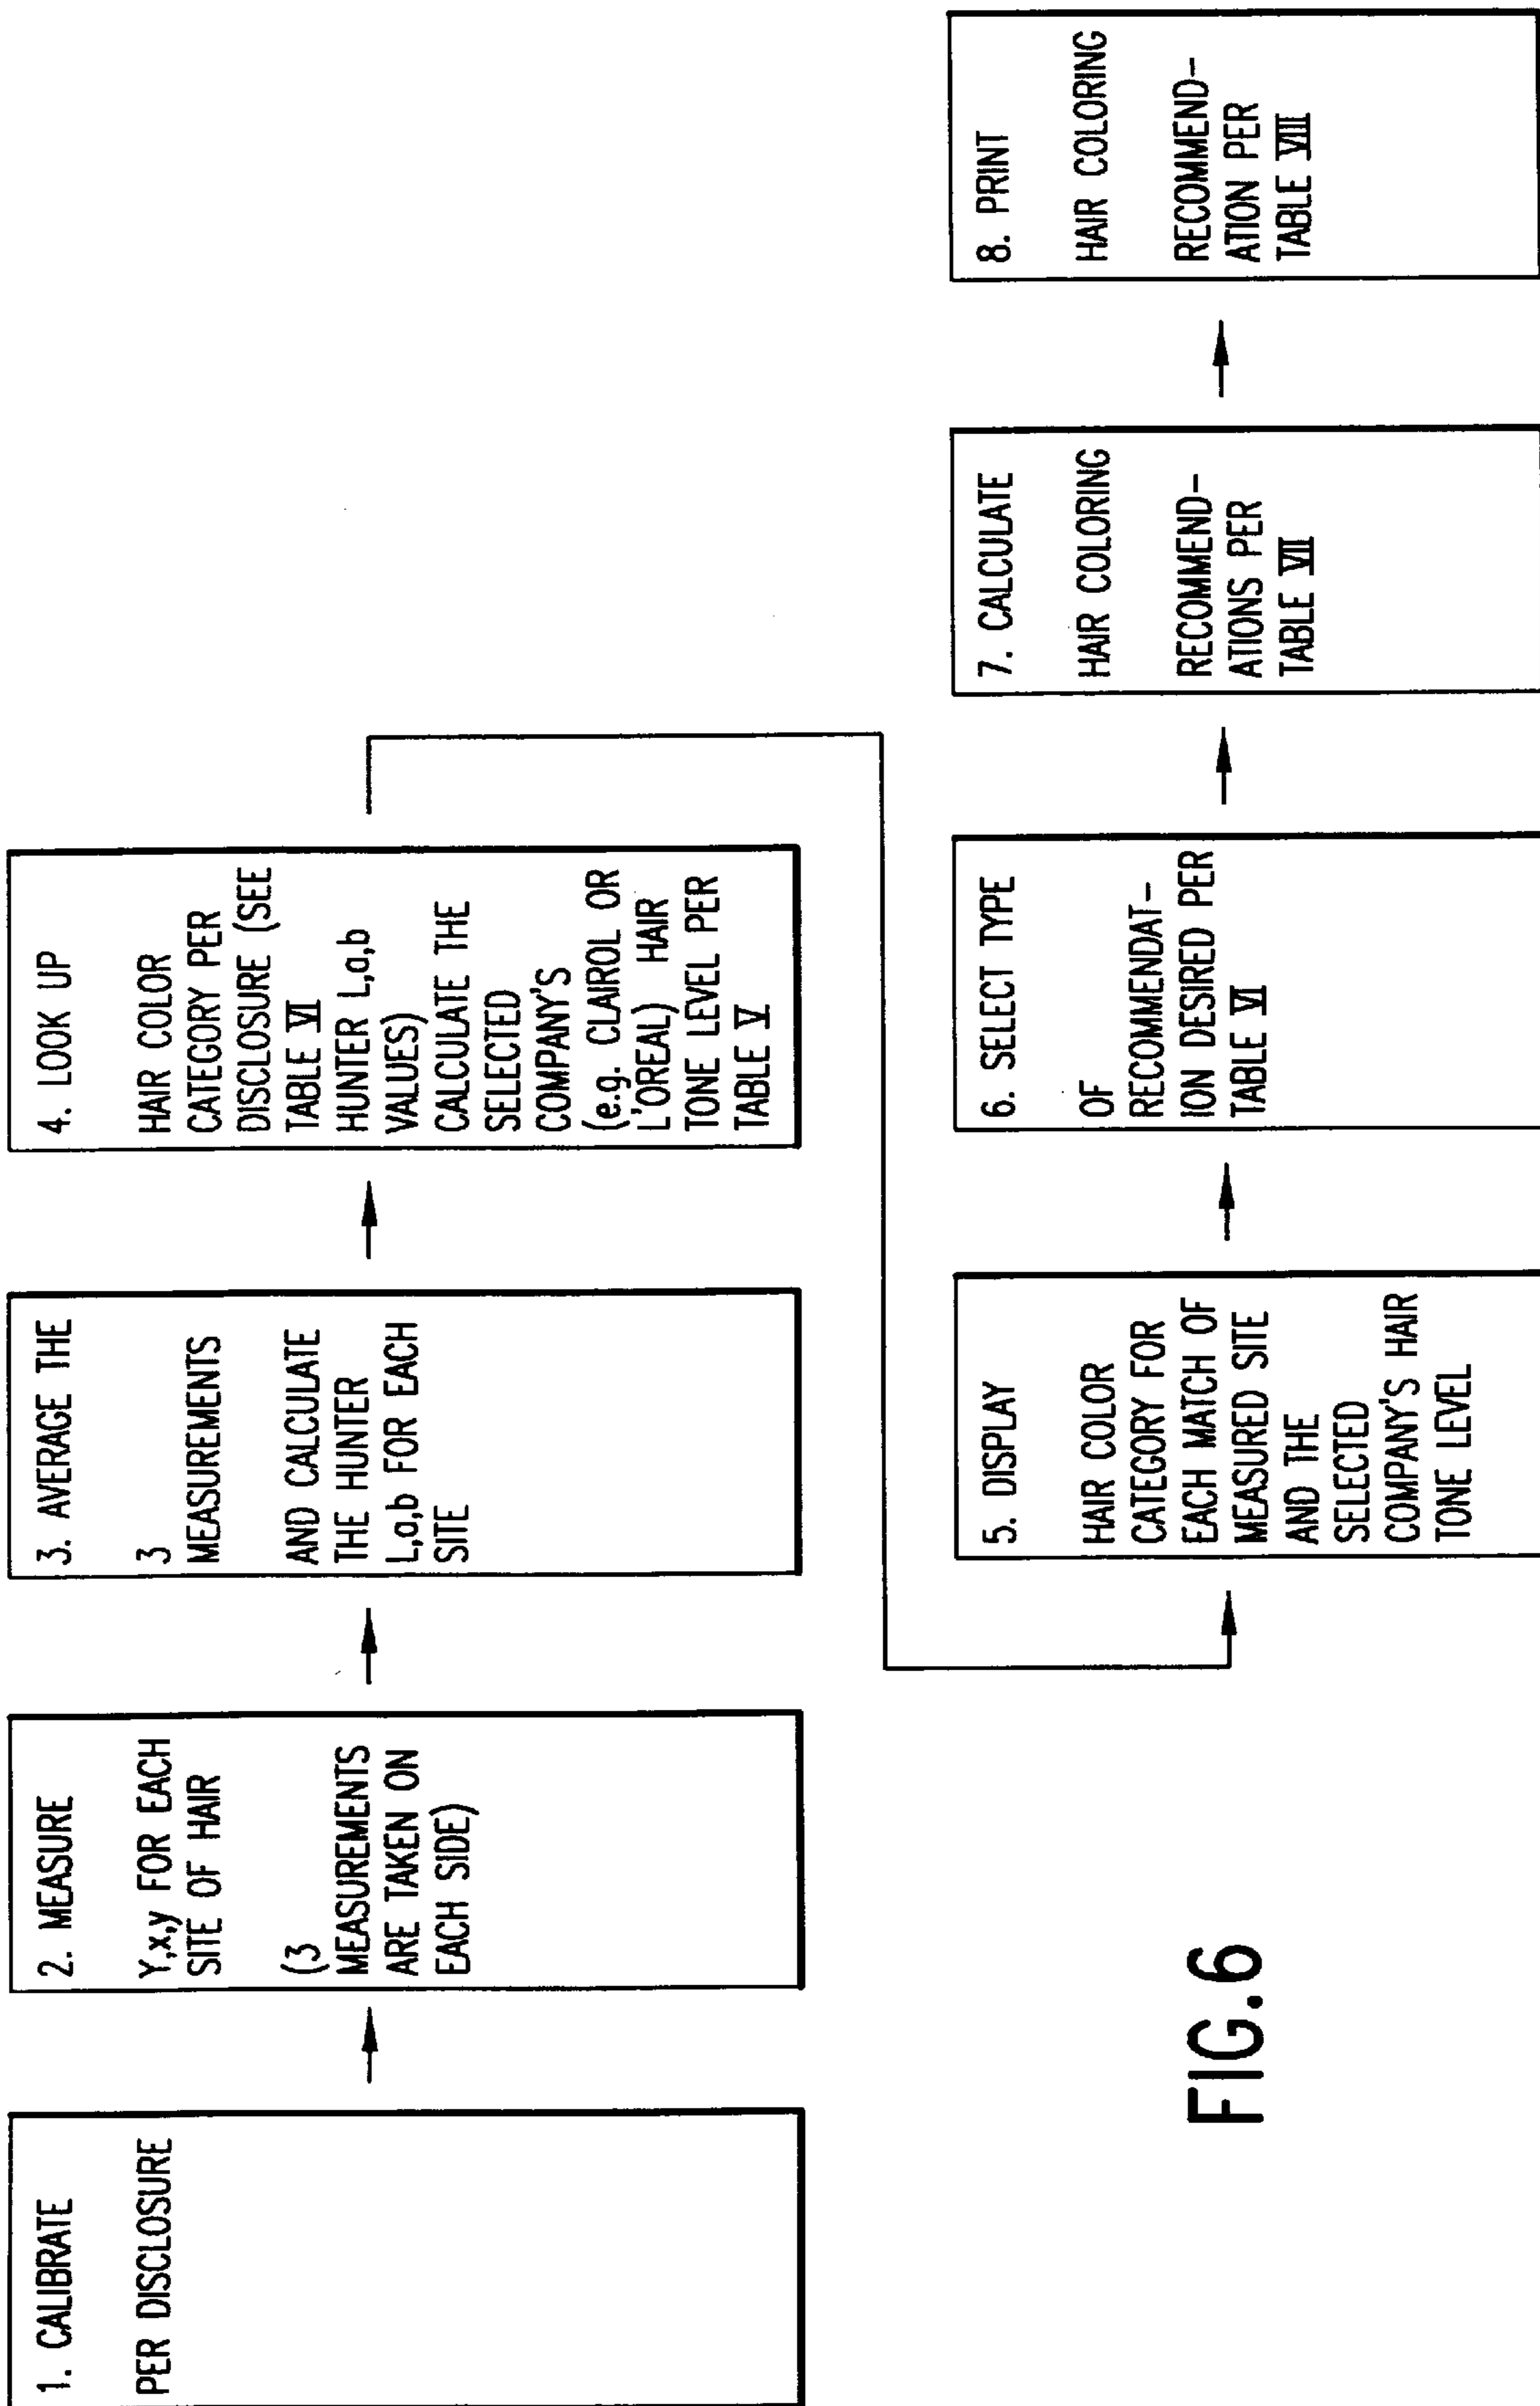 1. CALIBRATE
PER DISCLOSURE
2. MEASURE
Y,x,y FOR EACH
SITE OF HAIR
(3
MEASUREMENTS
ARE TAKEN ON
EACH SIDE)
3. AVERAGE THE
3
MEASUREMENTS
AND CALCULATE
THE HUNTER
L,a,b FOR EACH
SITE
4. LOOK UP
HAIR COLOR
CATEGORY PER
DISCLOSURE (SEE
TABLE VI
HUNTER L,a,b
VALUES)
CALCULATE THE
SELECTED
COMPANY'S
(e.g. CLAIROL OR
L'OREAL) HAIR
TONE LEVEL PER
TABLE V
5. DISPLAY
HAIR COLOR
CATEGORY FOR
EACH MATCH OF
MEASURED SITE
AND THE
SELECTED
COMPANY'S HAIR
TONE LEVEL
6. SELECT TYPE
OF
RECOMMENDAT-
ION DESIRED PER
TABLE VI
7. CALCULATE
HAIR COLORING
RECOMMEND-
ATIONS PER
TABLE VII
8. PRINT
HAIR COLORING
RECOMMEND-
ATION PER
TABLE VIII
FIG.6